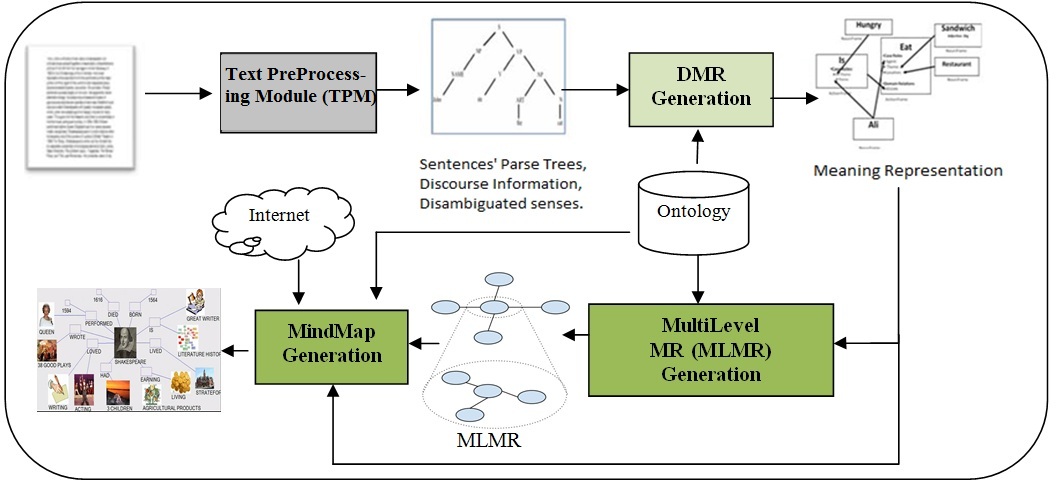 Text PreProcess-
ing Module (TPM)
DMR
Generation
Hungry
Sandwich
Eat
Is
Restaurant
Ali
Sentences' Parse Trees,
Discourse Information,
Disambiguated senses.
Meaning Representation
Internet
Ontology
MindMap
Generation
MultiLevel
MR (MLMR)
Generation
MLMR
1616
1564
1594
DIED
BORN
GREAT WRITER
QUEEN
PERFORMED
IS
WROTE
LITERATURE HISTOR
38 GOOD PLAYS
LOVED
SHAKESPEARE
LIVED
HAD
EARNING
STRATEFOR
LIVING
WRITING
ACTING
3 CHILDREN
AGRICULTURAL PRODUCTS